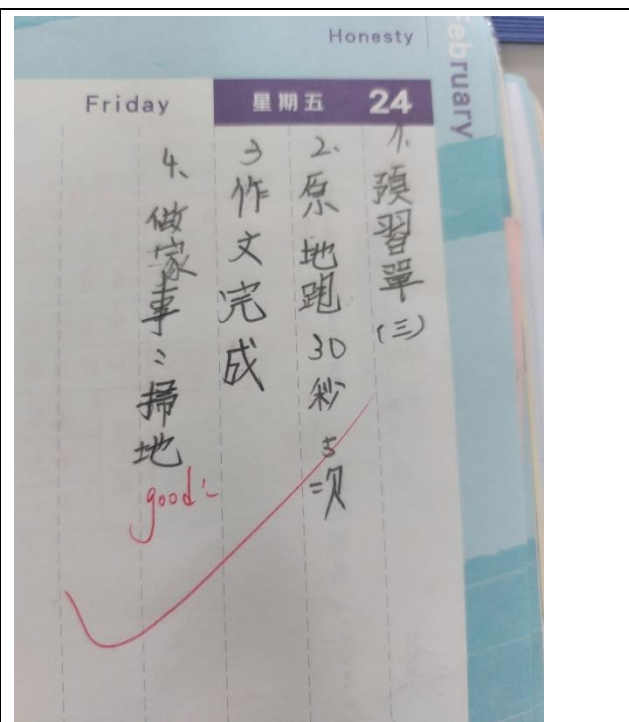 Honesty
February
Friday 星期五 24
1、預習單(三)
2、原地跑30秒5次
3作文完成
4、做家事:掃地
good